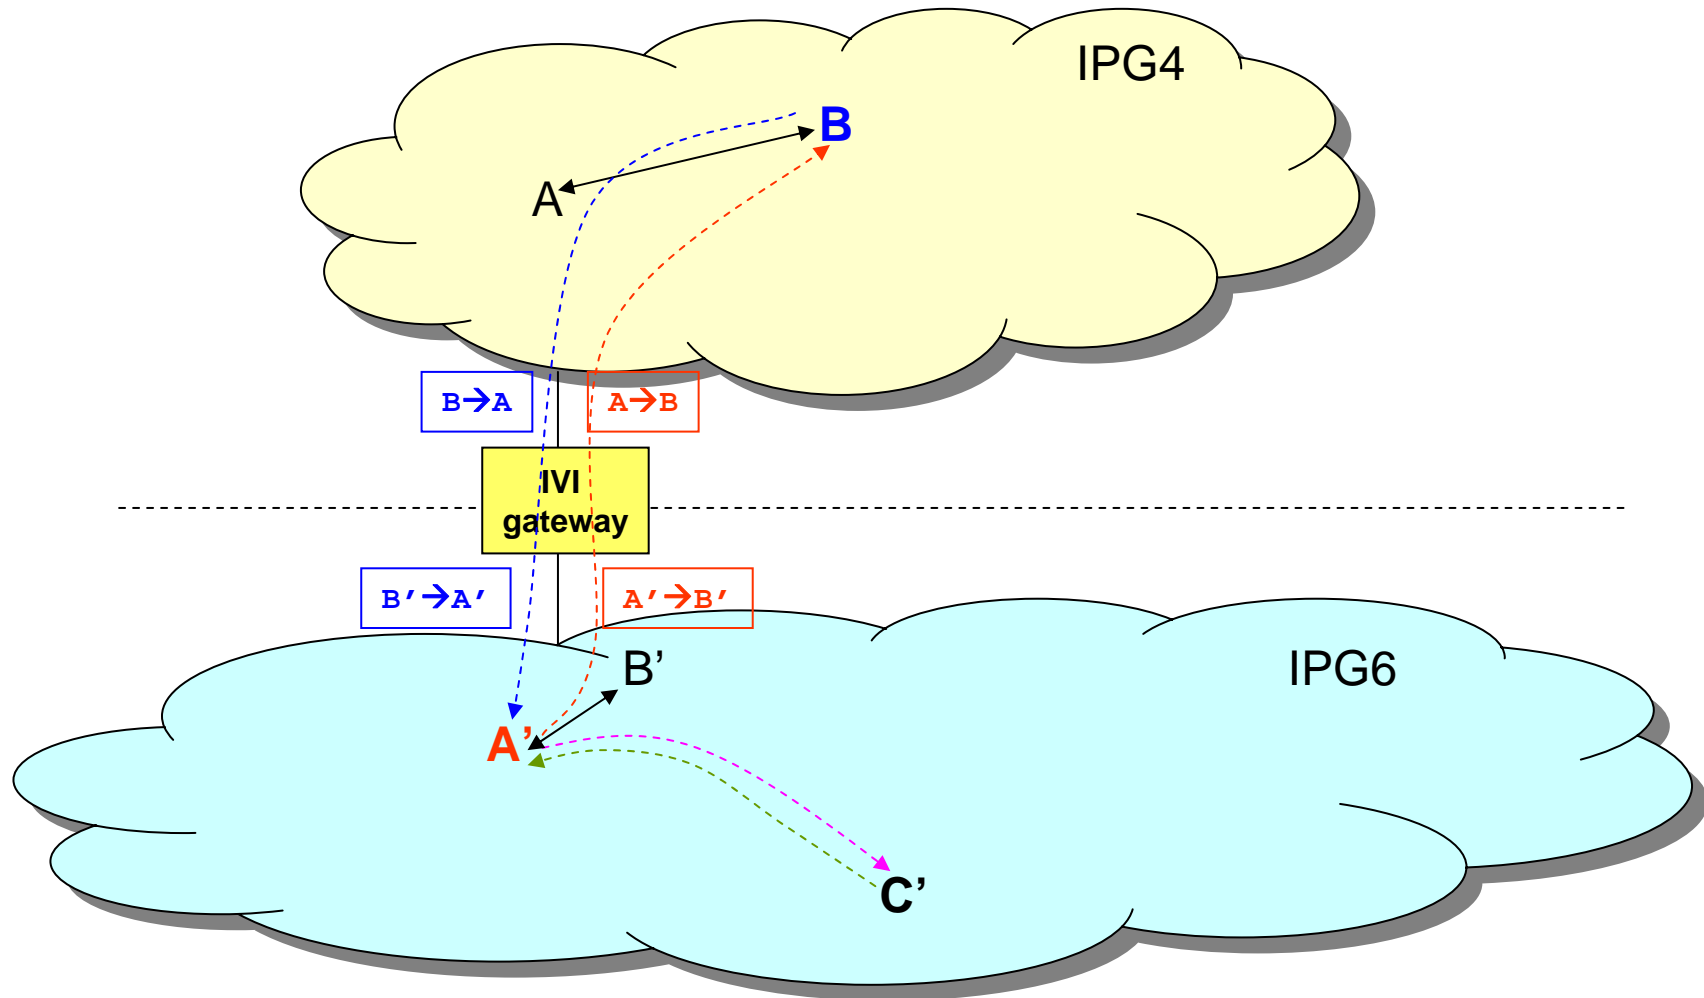 IPG4
B
A
B→A
A→B
IVI
gateway
B’→A’
A’→B’
B’
IPG6
A’
C’